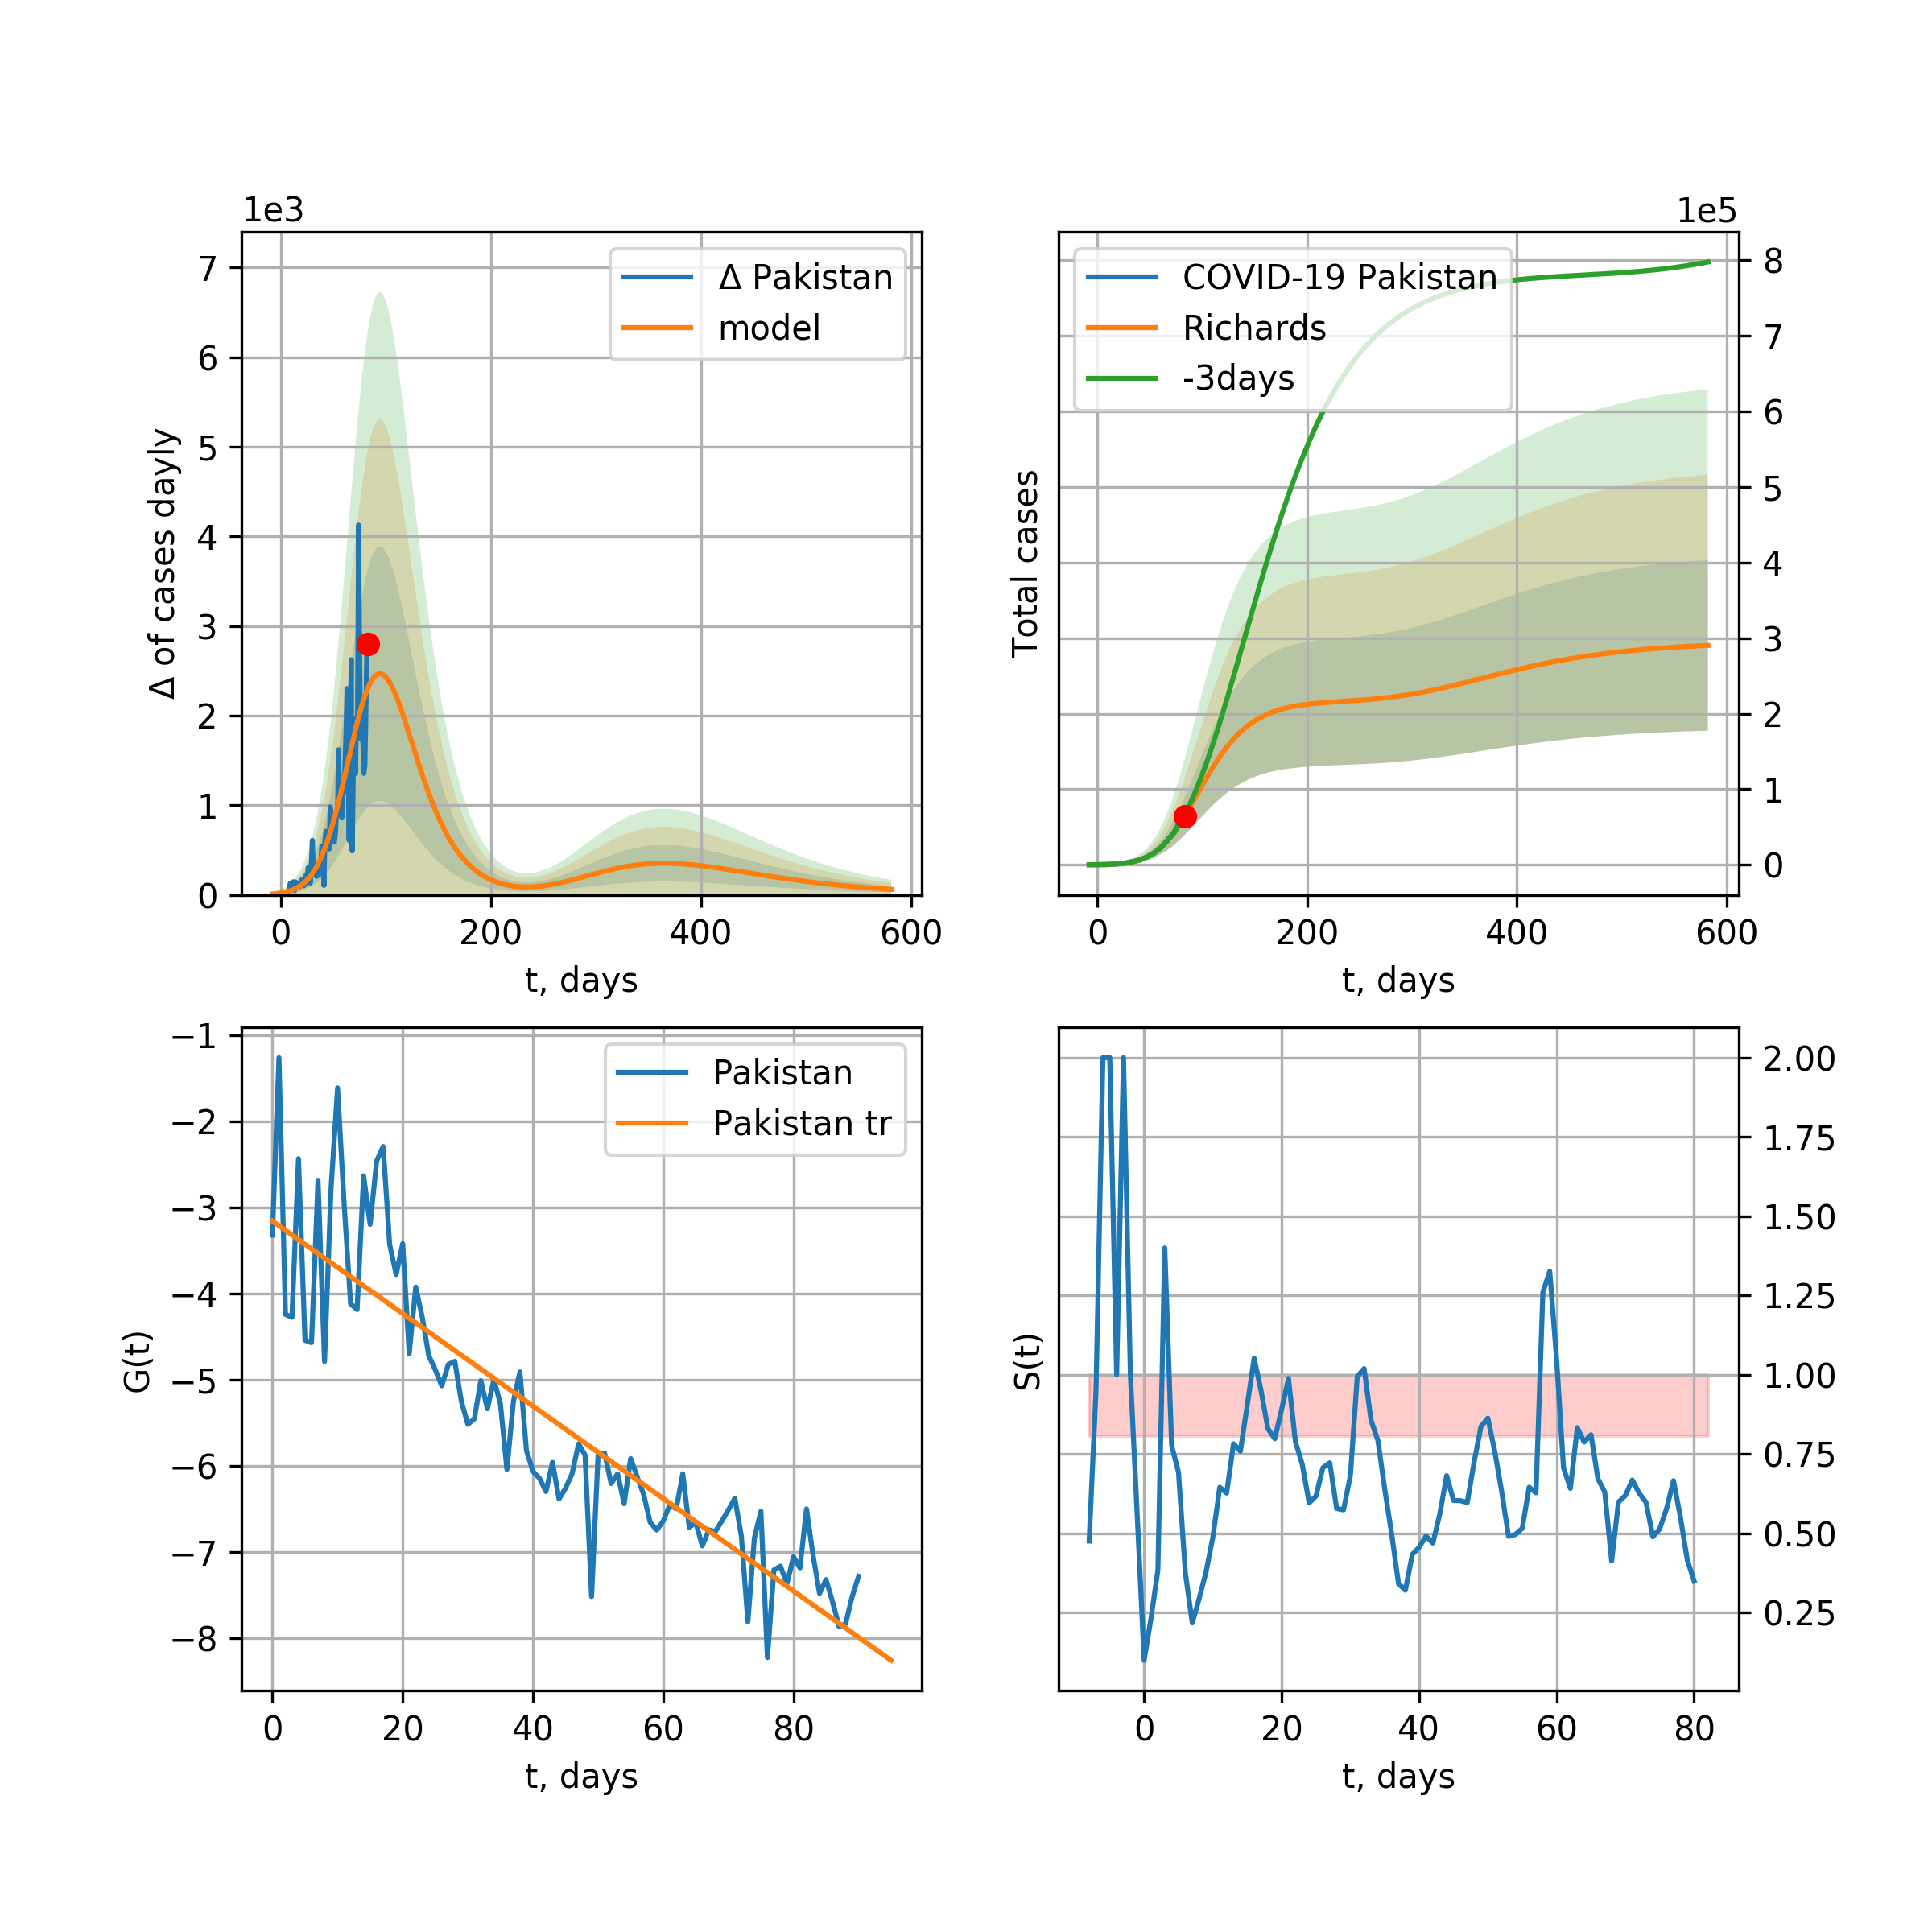 1e3
7
6
5
4
3
2
1
0
Δ of cases dayly
Δ Pakistan
model
0 200 400 600
t, days
1e5
8
7
6
5
4
3
2
1
0
Total cases
COVID-19 Pakistan
Richards
-3days
0 200 400 600
t, days
−1
−2
−3
−4
−5
−6
−7
−8
G(t)
Pakistan
Pakistan tr
0 20 40 60 80
t, days
2.00
1.75
1.50
1.25
1.00
0.75
0.50
0.25
S(t)
0 20 40 60 80
t, days